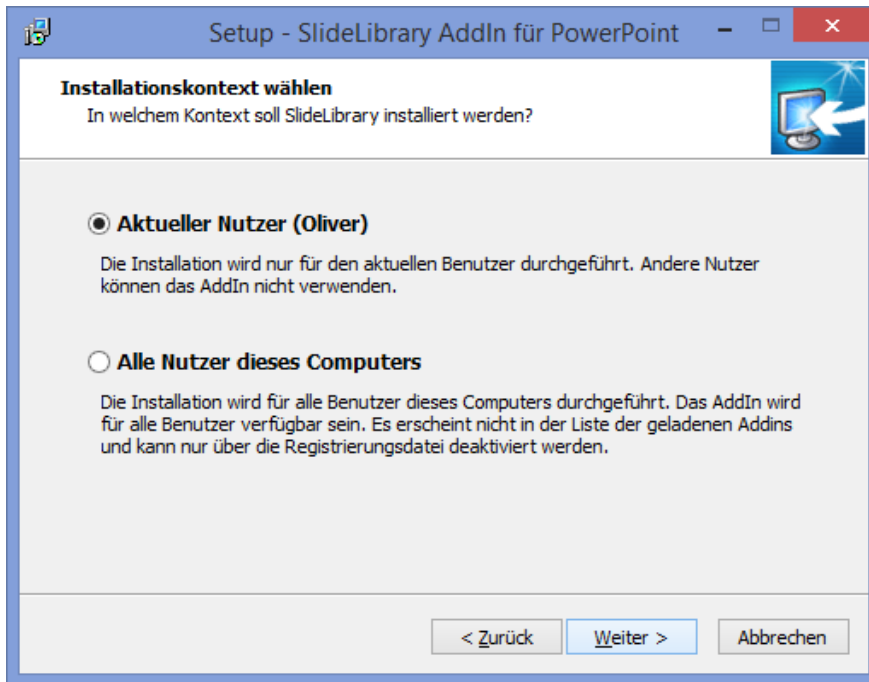 Setup - SlideLibrary AddIn für PowerPoint
Installationskontext wählen
In welchem Kontext soll SlideLibrary installiert werden?
Aktueller Nutzer (Oliver)
Die Installation wird nur für den aktuellen Benutzer durchgeführt. Andere Nutzer
können das AddIn nicht verwenden.
Alle Nutzer dieses Computers
Die Installation wird für alle Benutzer dieses Computers durchgeführt. Das AddIn wird
für alle Benutzer verfügbar sein. Es erscheint nicht in der Liste der geladenen Addins
und kann nur über die Registrierungsdatei deaktiviert werden.
< Zurück Weiter > Abbrechen